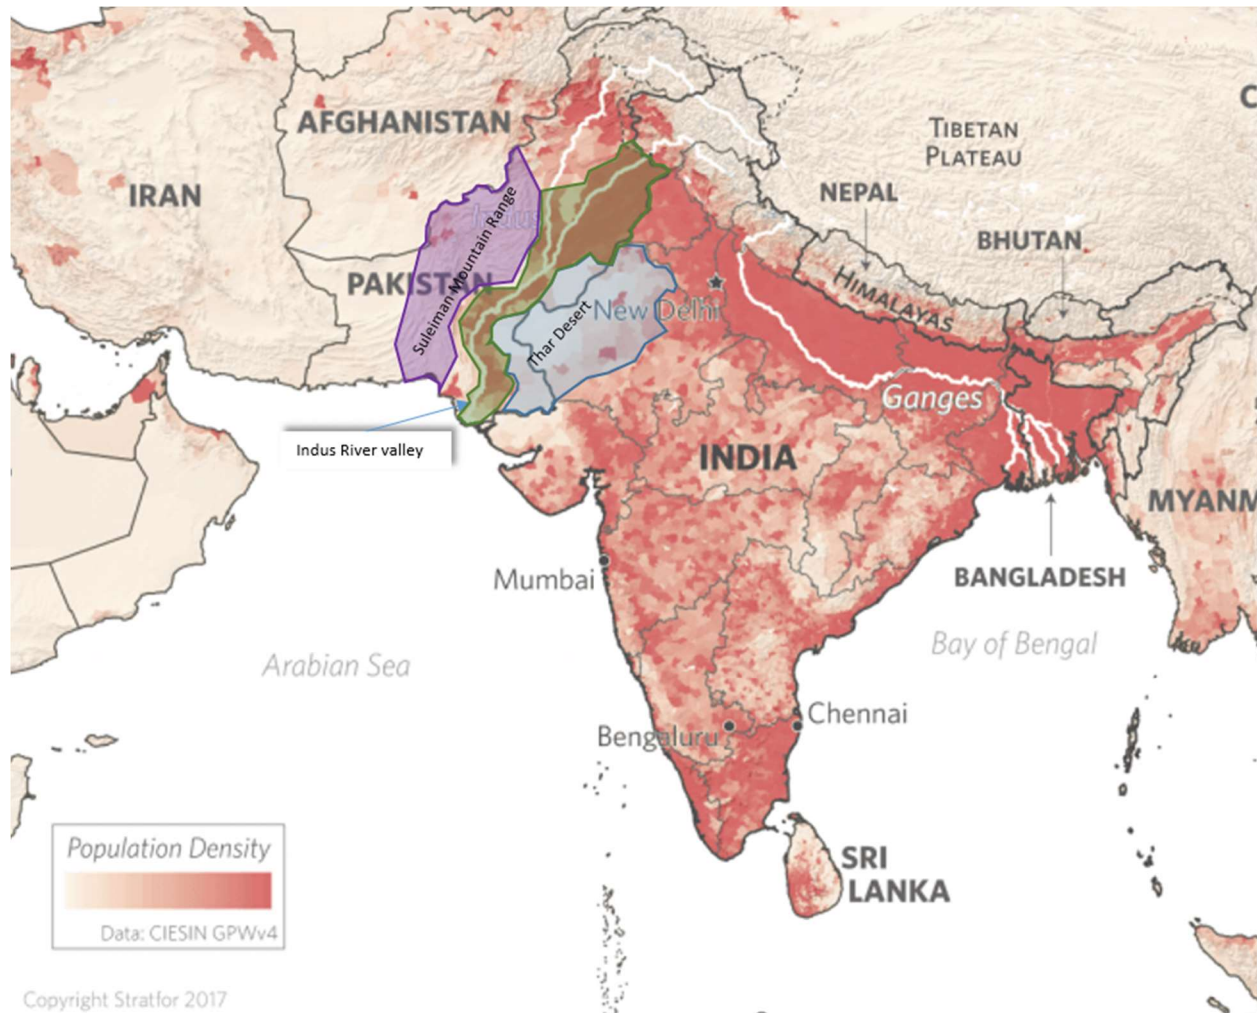 AFGHANISTAN
TIBETAN
PLATEAU
IRAN
NEPAL
Indus
BHUTAN
PAKISTAN
Suleiman Mountain Range
HIMALAYAS
New Delhi
Thar Desert
Ganges
Indus River valley
INDIA
MYANM
Mumbai
BANGLADESH
Arabian Sea
Bay of Bengal
Chennai
Bengaluru
Population Density
SRI
LANKA
Data: CIESIN GPWv4
Copyright Stratfor 2017
C